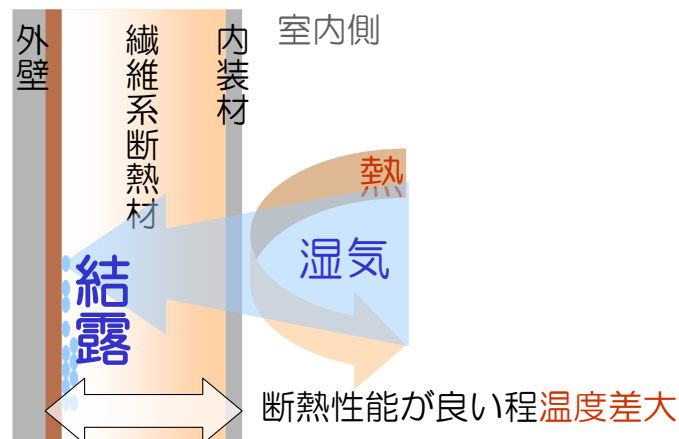 外壁
繊維系断熱材
内装材
室内側
熱
湿気
結露
断熱性能が良い程温度差大